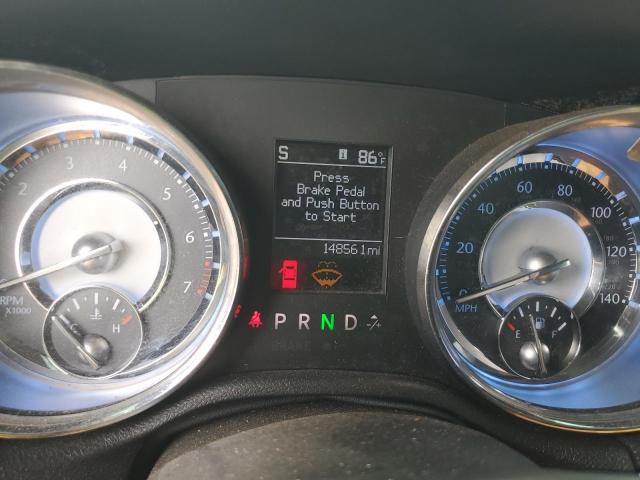 S 86°F
Press
Brake Pedal
and Push Button
to Start
148561mi
P R N D
2 3 4 5 6 7
RPM
X1000
C H
20 40 60 80 100 120 140
MPH
E F